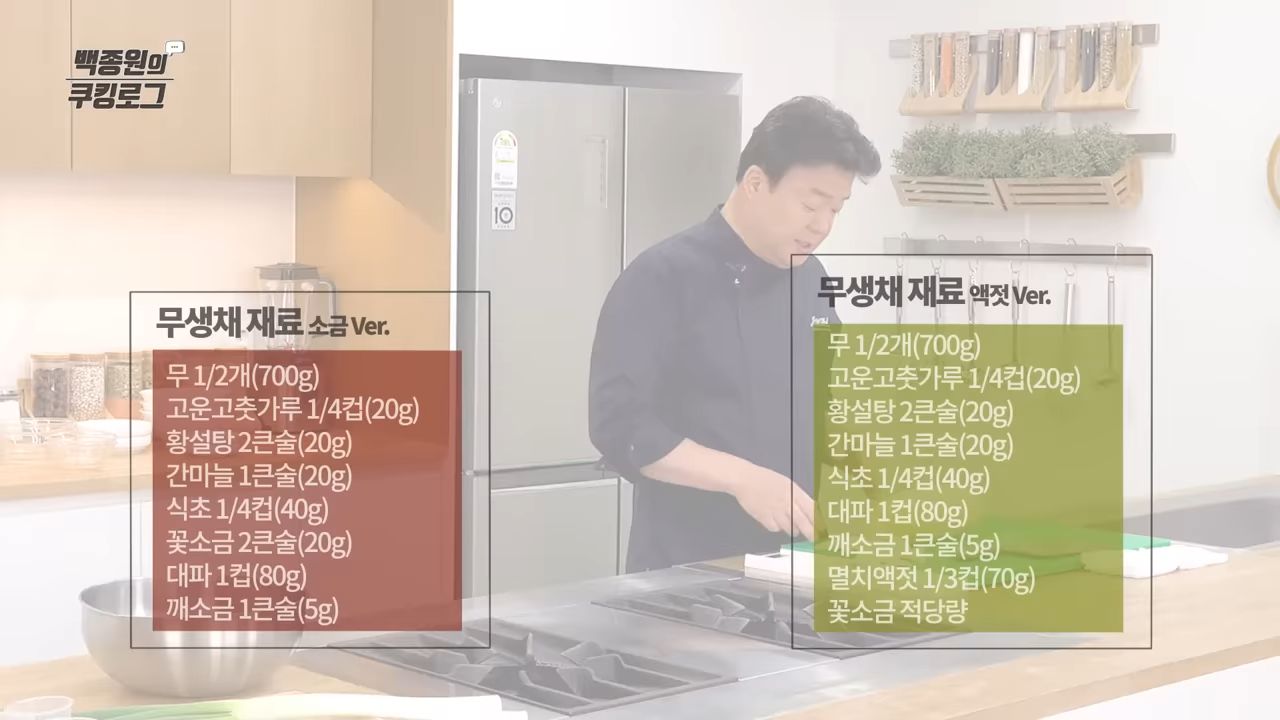 백종원의
쿠킹로그
무생채 재료 소금 Ver.
무 1/2개(700g)
고운고춧가루 1/4컵(20g)
황설탕 2큰술(20g)
간마늘 1큰술(20g)
식초 1/4컵(40g)
꽃소금 2큰술(20g)
대파 1컵(80g)
깨소금 1큰술(5g)
무생채 재료 액젓 Ver.
무 1/2개(700g)
고운고춧가루 1/4컵(20g)
황설탕 2큰술(20g)
간마늘 1큰술(20g)
식초 1/4컵(40g)
대파 1컵(80g)
깨소금 1큰술(5g)
멸치액젓 1/3컵(70g)
꽃소금 적당량
10